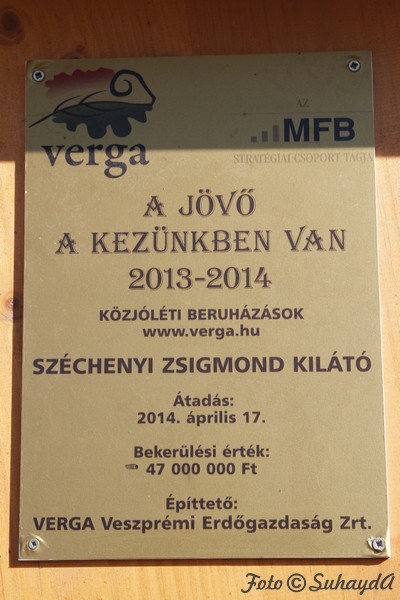 verga
AZ
MFB
STRATÉGIAI CSOPORT TAGJA
A JÖVŐ
A KEZÜNKBEN VAN
2013-2014
KÖZJÓLÉTI BERUHÁZÁSOK
www.verga.hu
SZÉCHENYI ZSIGMOND KILÁTÓ
Átadás:
2014. április 17.
Bekerülési érték:
47 000 000 Ft
Építtető:
VERGA Veszprémi Erdőgazdaság Zrt.
Foto © SuhaydA